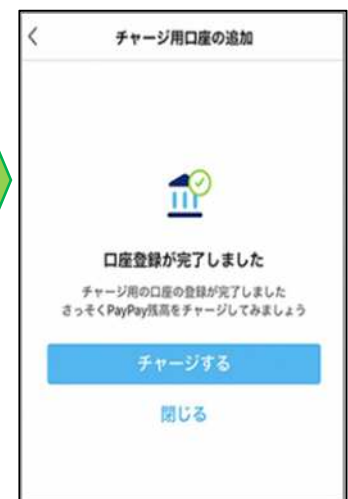 チャージ用口座の追加
口座登録が完了しました
チャージ用の口座の登録が完了しました
さっそくPayPay残高をチャージしてみましょう
チャージする
閉じる